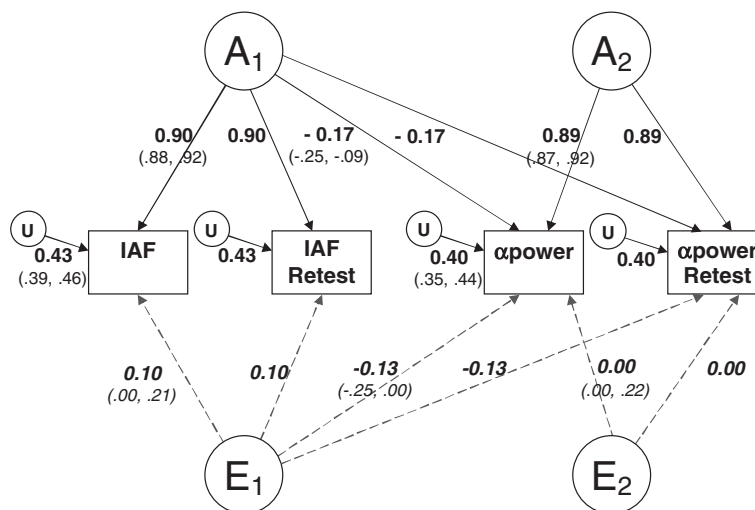 A1 A2
0.90 0.90 - 0.17 - 0.17 0.89 0.89
(.88, .92) (-.25, -.09) (.87, .92)
U U U U
IAF IAF Retest αpower αpower Retest
0.43 0.43 0.40 0.40
(.39, .46) (.35, .44)
0.10 0.10 -0.13 -0.13 0.00 0.00
(.00, .21) (-.25, .00) (.00, .22)
E1 E2